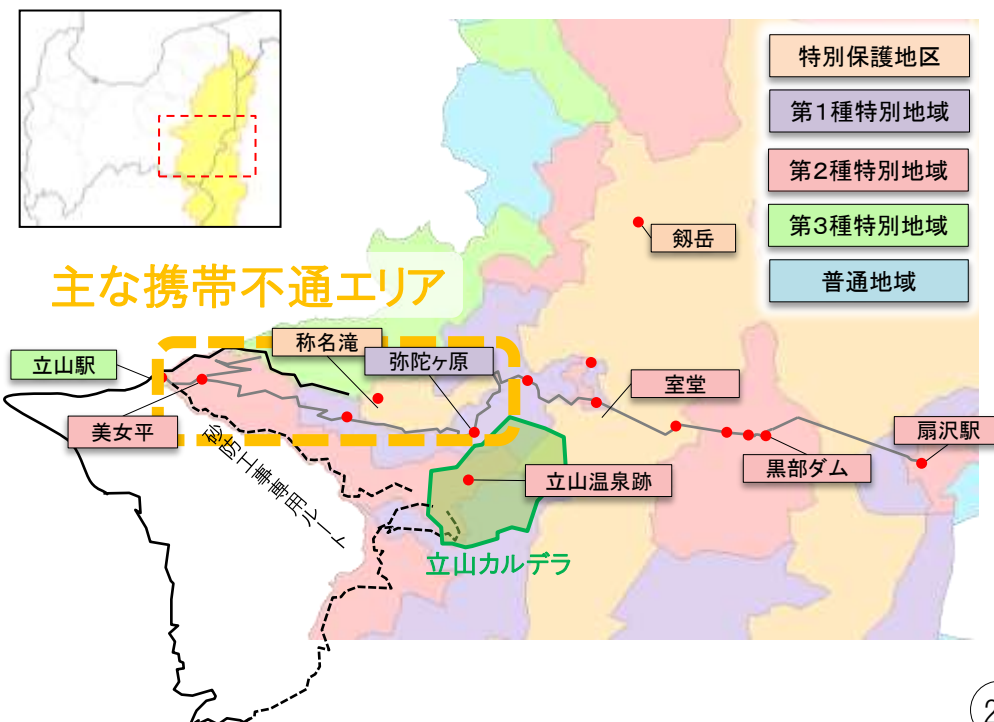 特別保護地区
第1種特別地域
第2種特別地域
第3種特別地域
普通地域
剱岳
主な携帯不通エリア
称名滝
弥陀ヶ原
立山駅
室堂
美女平
扇沢駅
黒部ダム
砂防工事専用ルート
立山温泉跡
立山カルデラ
2